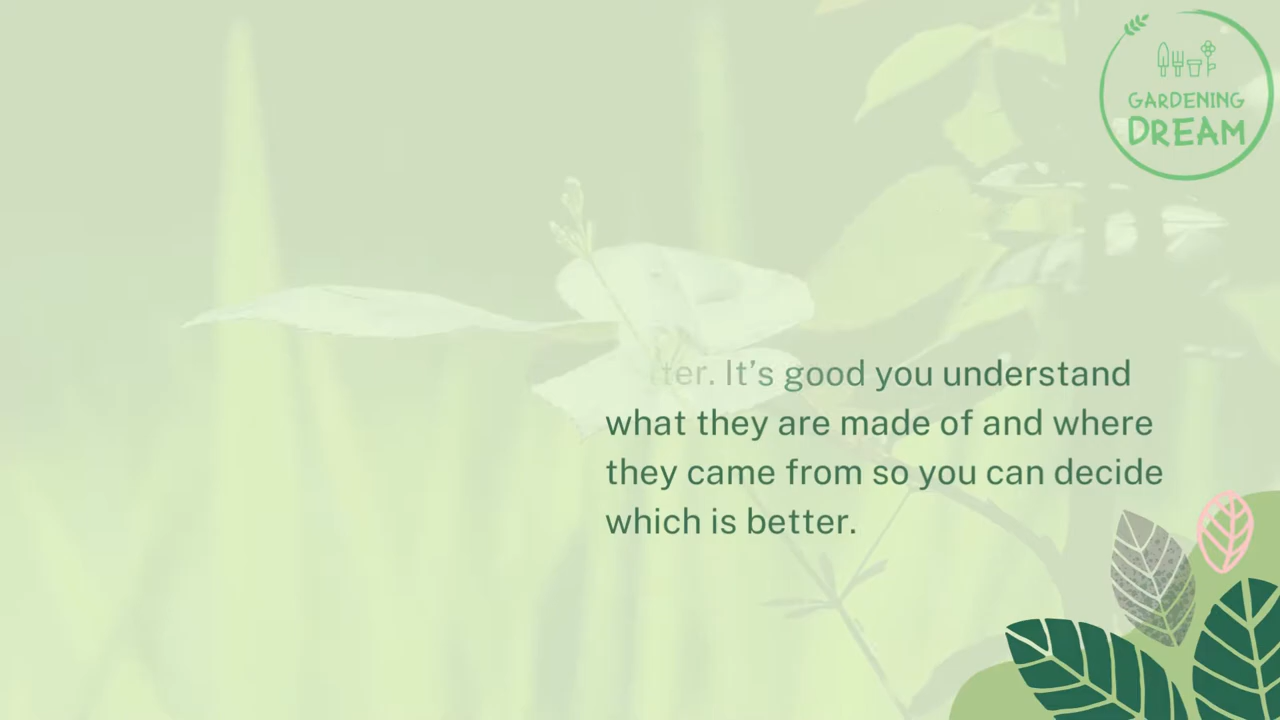 GARDENING
DREAM
It’s good you understand
what they are made of and where
they came from so you can decide
which is better.